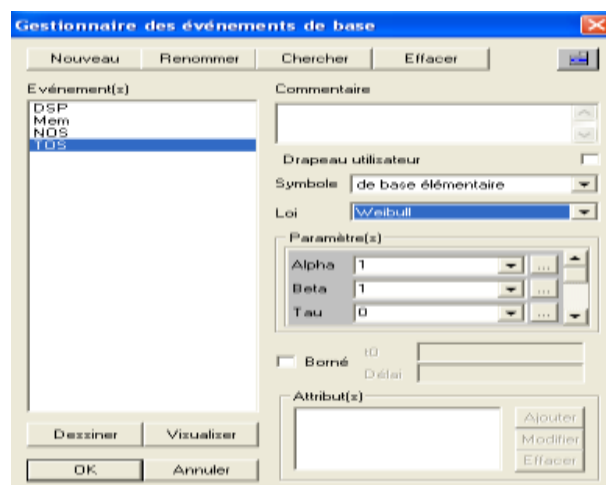 Gestionnaire des événements de base
Nouveau Renommer Chercher Effacer
Evénement(s)
DSP
Mem
NOS
TOS
Commentaire
Drapeau utilisateur
Symbole de base élémentaire
Loi Weibull
Paramètre(s)
Alpha 1 ...
Beta 1 ...
Tau 0 ...
Borné
t0
Délai
Attribut(s)
Ajouter
Modifier
Effacer
Dessiner Visualiser
OK Annuler